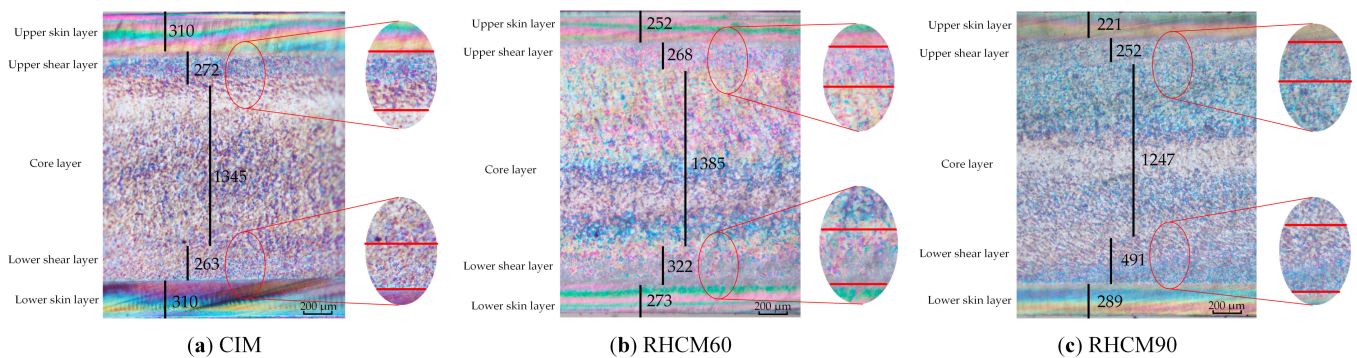 Upper skin layer
310
Upper shear layer
272
Core layer
1345
Lower shear layer
263
Lower skin layer
310
200 μm
(a) CIM
Upper skin layer
252
Upper shear layer
268
Core layer
1385
Lower shear layer
322
Lower skin layer
273
200 μm
(b) RHCM60
Upper skin layer
221
Upper shear layer
252
Core layer
1247
Lower shear layer
491
Lower skin layer
289
200 μm
(c) RHCM90